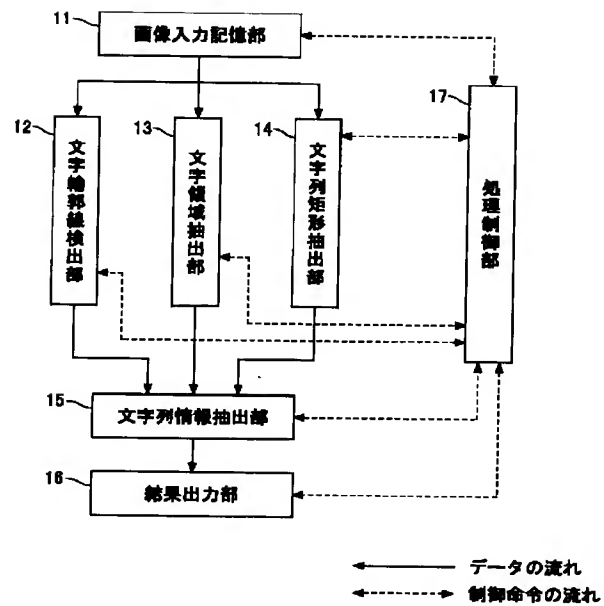 11
画像入力記憶部
17
処理制御部
12
文字輪郭線検出部
13
文字領域抽出部
14
文字列矩形抽出部
15
文字列情報抽出部
16
結果出力部
データの流れ
制御命令の流れ